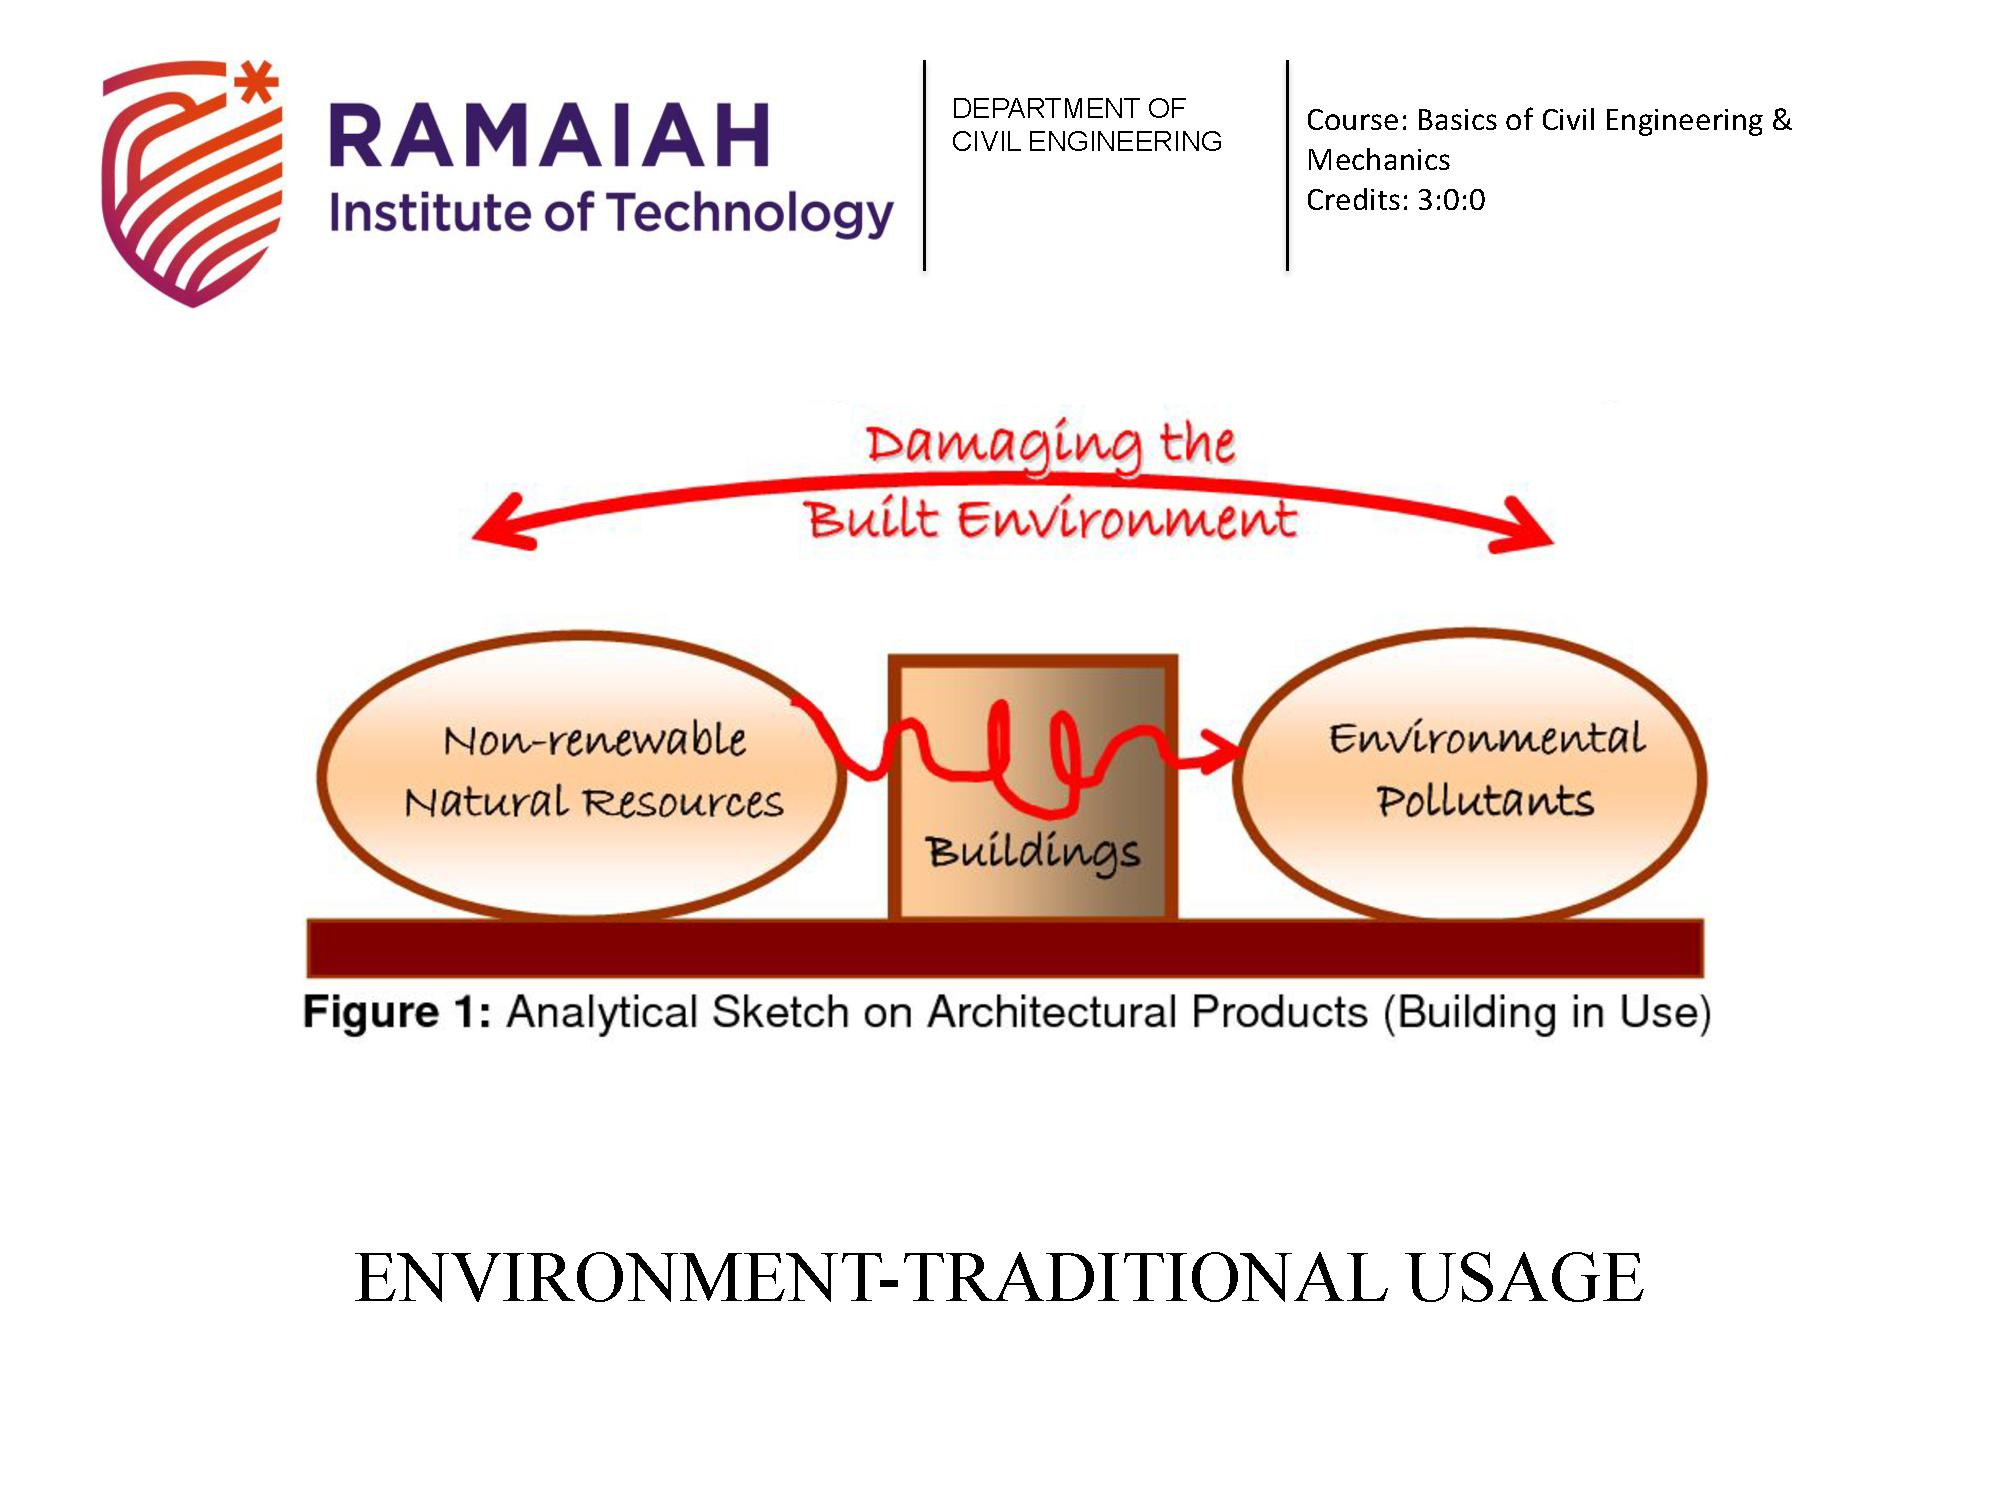 RAMAIAH
Institute of Technology
DEPARTMENT OF
CIVIL ENGINEERING
Course: Basics of Civil Engineering &
Mechanics
Credits: 3:0:0
Damaging the
Built Environment
Non-renewable
Natural Resources
Buildings
Environmental
Pollutants
Figure 1: Analytical Sketch on Architectural Products (Building in Use)
ENVIRONMENT-TRADITIONAL USAGE